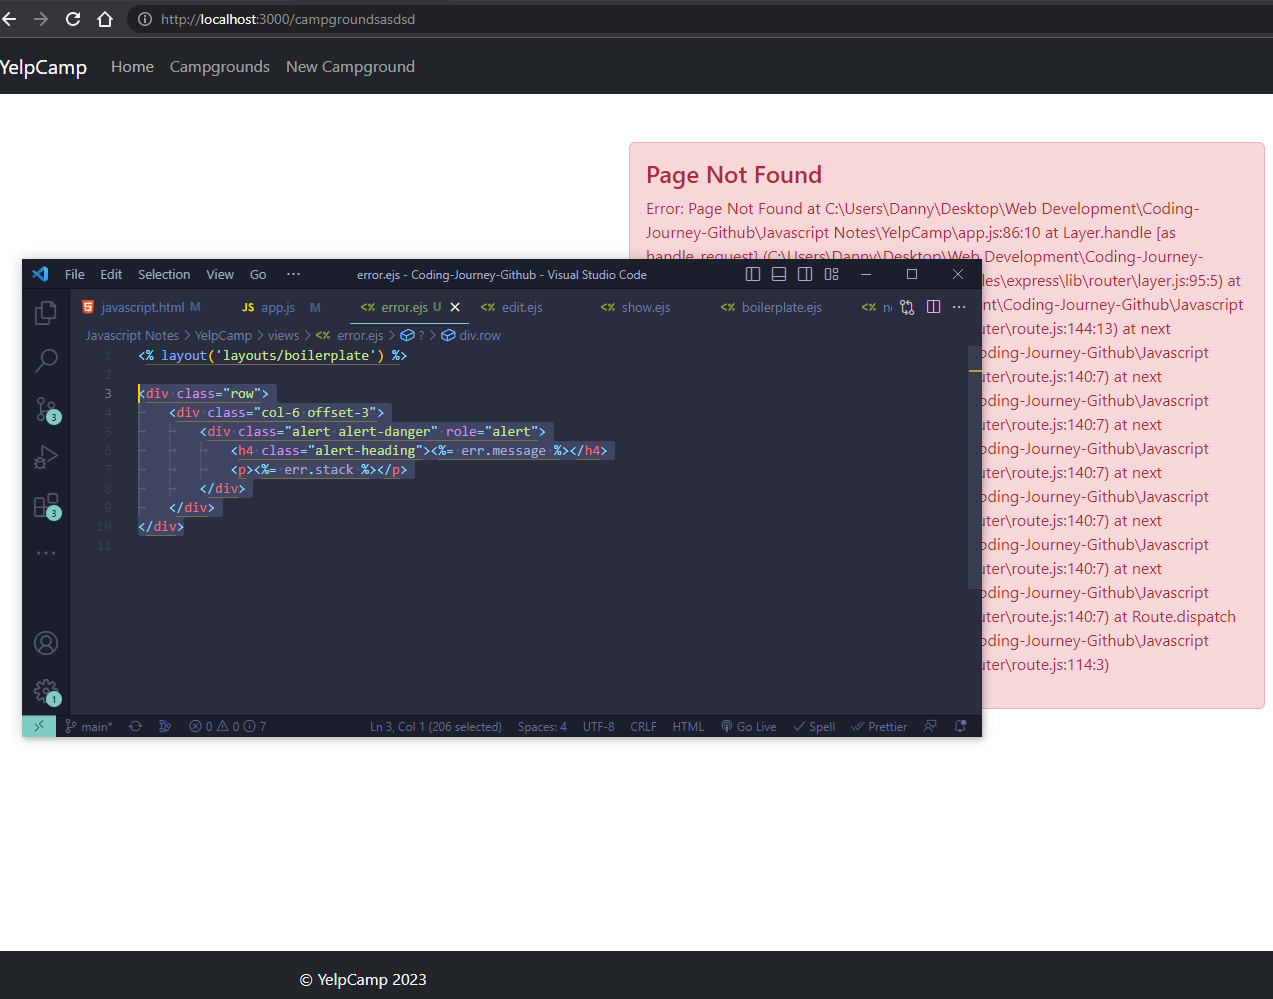 http://localhost:3000/campgroundsasdsd
YelpCamp Home Campgrounds New Campground
Page Not Found
Error: Page Not Found at C:\Users\Danny\Desktop\Web Development\Coding-
Journey-Github\Javascript Notes\YelpCamp\app.js:86:10 at Layer.handle [as
handle_request] (C:\Users\Danny\Desktop\Web Development\Coding-Journey-
les\express\lib\router\layer.js:95:5) at
nt\Coding-Journey-Github\Javascript
uter\route.js:144:13) at next
oding-Journey-Github\Javascript
uter\route.js:140:7) at next
oding-Journey-Github\Javascript
uter\route.js:140:7) at next
oding-Journey-Github\Javascript
uter\route.js:140:7) at next
oding-Journey-Github\Javascript
uter\route.js:140:7) at next
oding-Journey-Github\Javascript
uter\route.js:140:7) at next
oding-Journey-Github\Javascript
uter\route.js:140:7) at Route.dispatch
oding-Journey-Github\Javascript
uter\route.js:114:3)
File Edit Selection View Go ··· error.ejs - Coding-Journey-Github - Visual Studio Code
javascript.html M JS app.js M <% error.ejs U <% edit.ejs <% show.ejs <% boilerplate.ejs <% n
Javascript Notes > YelpCamp > views > <% error.ejs > ? > div.row
1 <% layout('layouts/boilerplate') %>
2
3 <div class="row">
4 <div class="col-6 offset-3">
5 <div class="alert alert-danger" role="alert">
6 <h4 class="alert-heading"><%= err.message %></h4>
7 <p><%= err.stack %></p>
8 </div>
9 </div>
10 </div>
11
3
3
1
main* 0 0 7 Ln 3, Col 1 (206 selected) Spaces: 4 UTF-8 CRLF HTML Go Live Spell Prettier
© YelpCamp 2023